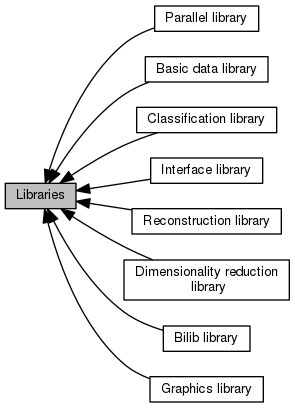 Parallel library
Basic data library
Classification library
Interface library
Libraries
Reconstruction library
Dimensionality reduction
library
Bilib library
Graphics library